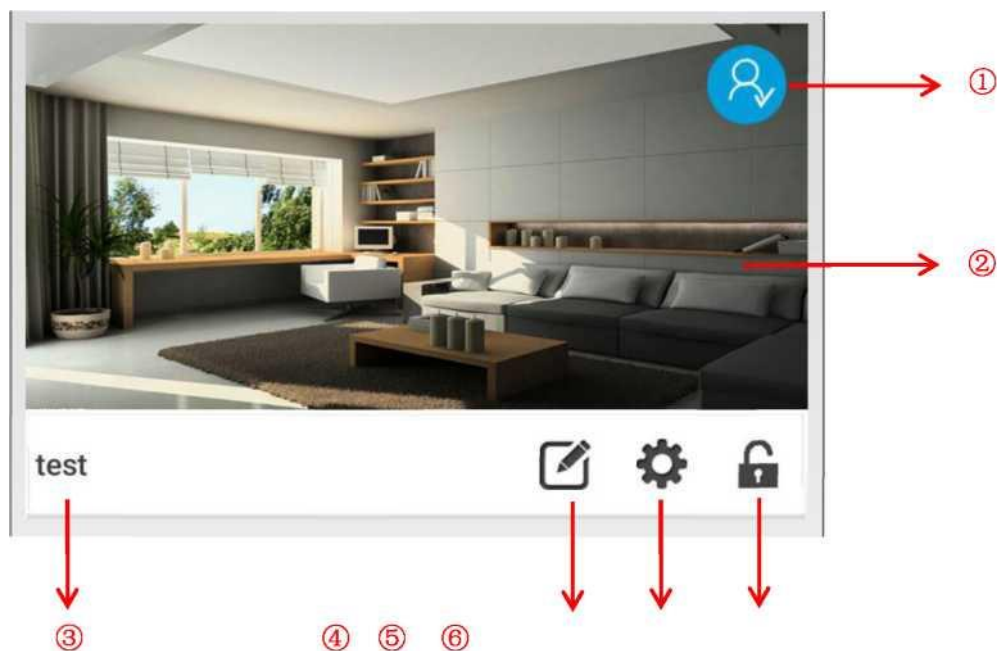 ①
②
test
③ ④ ⑤ ⑥